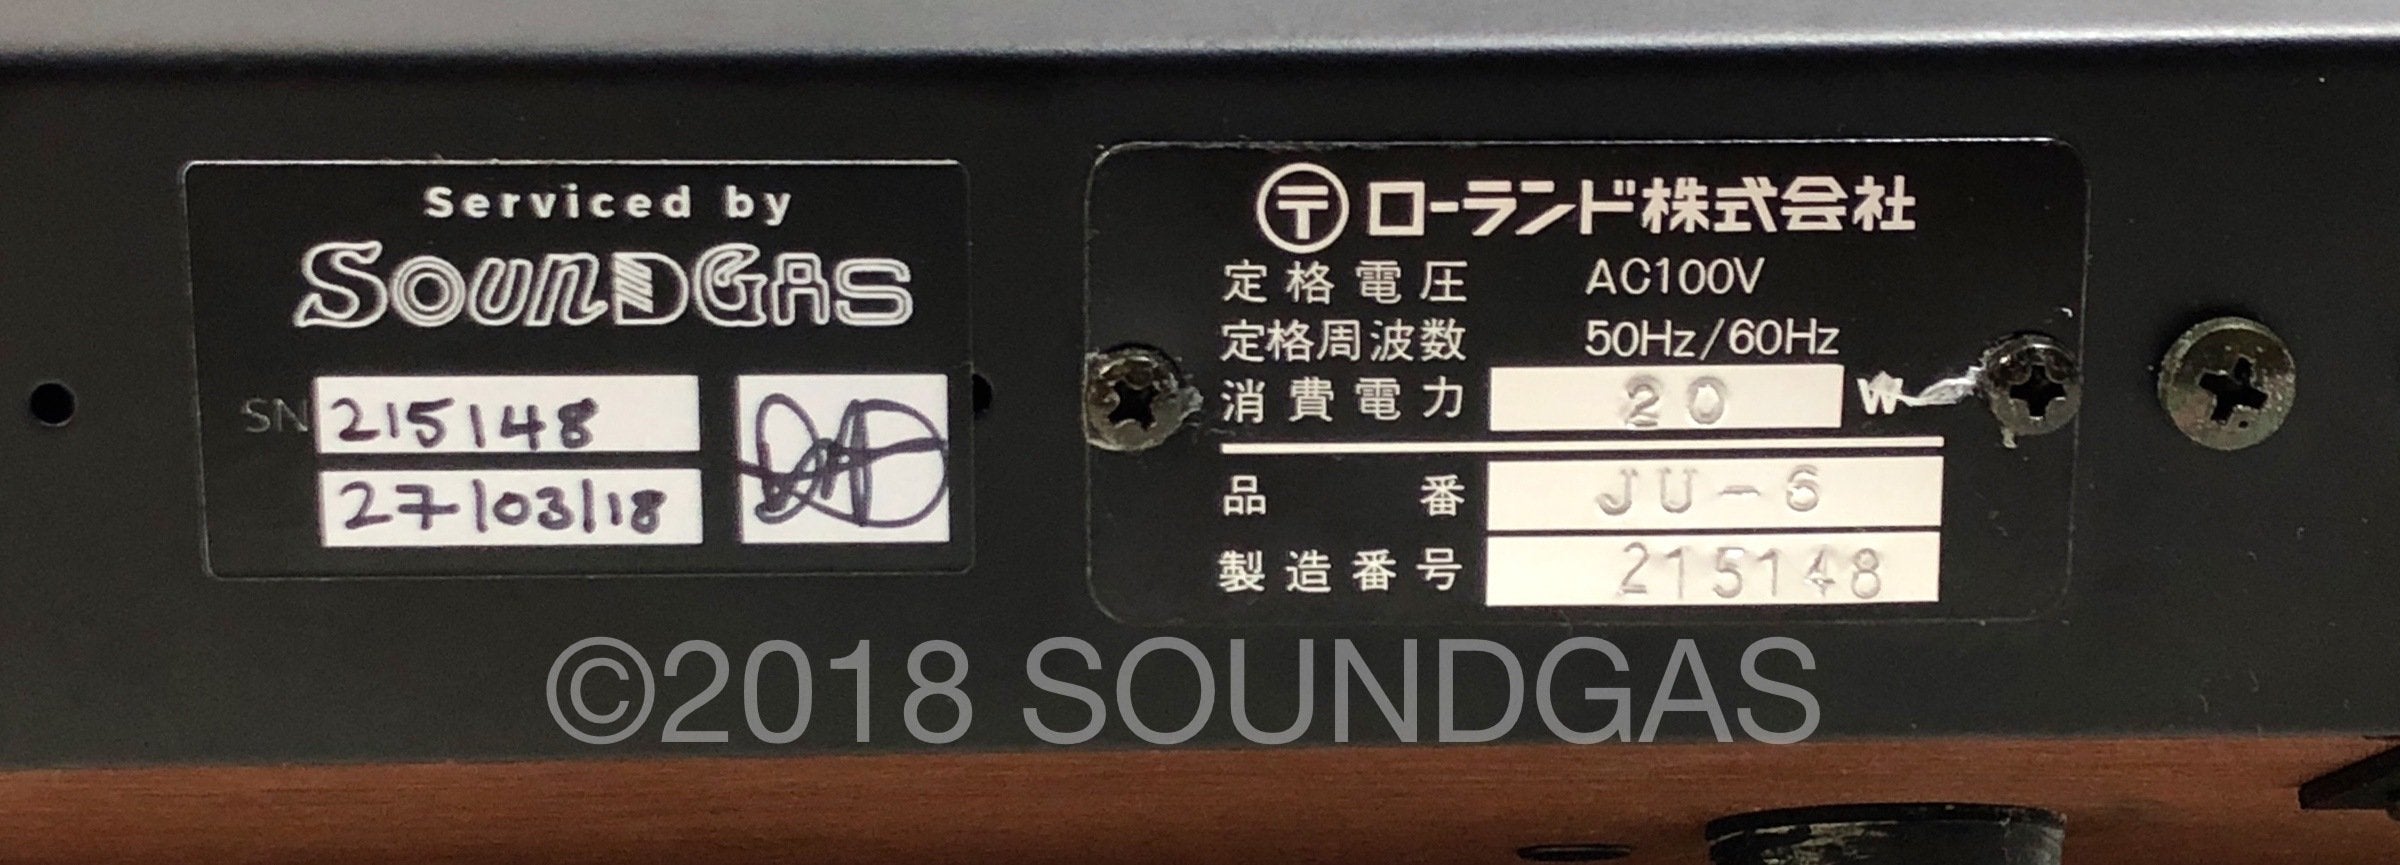 Serviced by
SOUNDGAS
SN 215148
27/03/18
〒 ローランド株式会社
定格電圧 AC100V
定格周波数 50Hz/60Hz
消費電力 20 W
品番 JU-6
製造番号 215148
©2018 SOUNDGAS